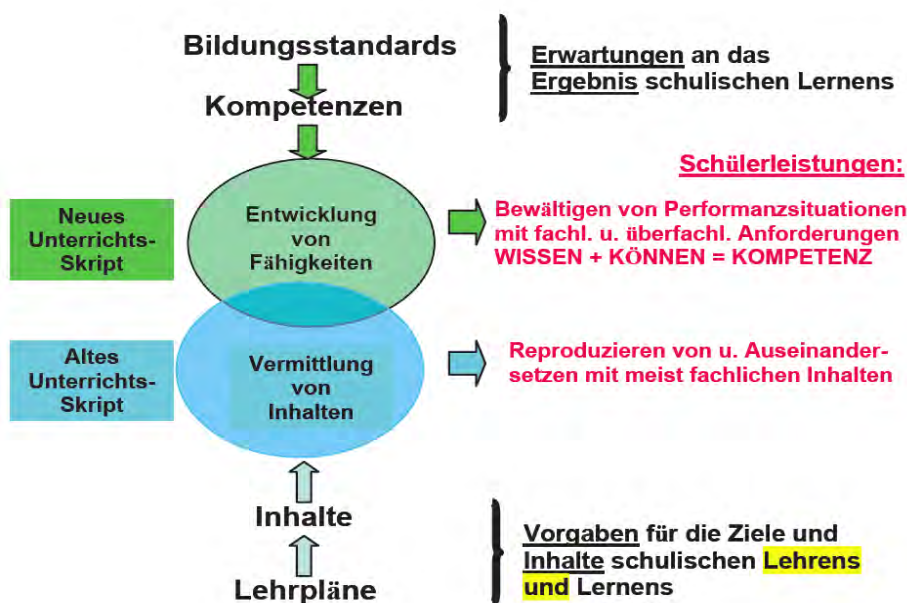 Bildungsstandards
Erwartungen an das
Ergebnis schulischen Lernens
Kompetenzen
Schülerleistungen:
Neues
Unterrichts-
Skript
Entwicklung
von
Fähigkeiten
Bewältigen von Performanzsituationen
mit fachl. u. überfachl. Anforderungen
WISSEN + KÖNNEN = KOMPETENZ
Altes
Unterrichts-
Skript
Vermittlung
von
Inhalten
Reproduzieren von u. Auseinander-
setzen mit meist fachlichen Inhalten
Inhalte
Lehrpläne
Vorgaben für die Ziele und
Inhalte schulischen Lehrens
und Lernens